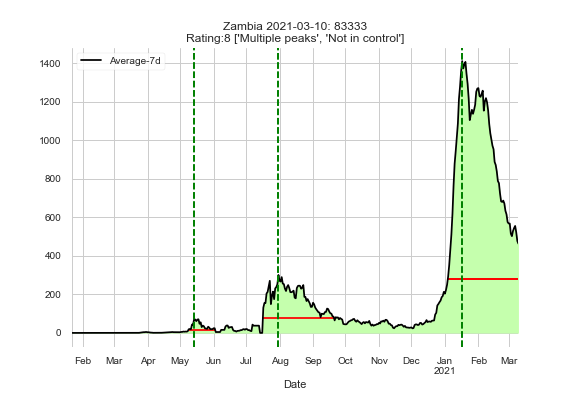 Zambia 2021-03-10: 83333
Rating:8 ['Multiple peaks', 'Not in control']
Average-7d
1400
1200
1000
800
600
400
200
0
Feb Mar Apr May Jun Jul Aug Sep Oct Nov Dec Jan Feb Mar
2021
Date